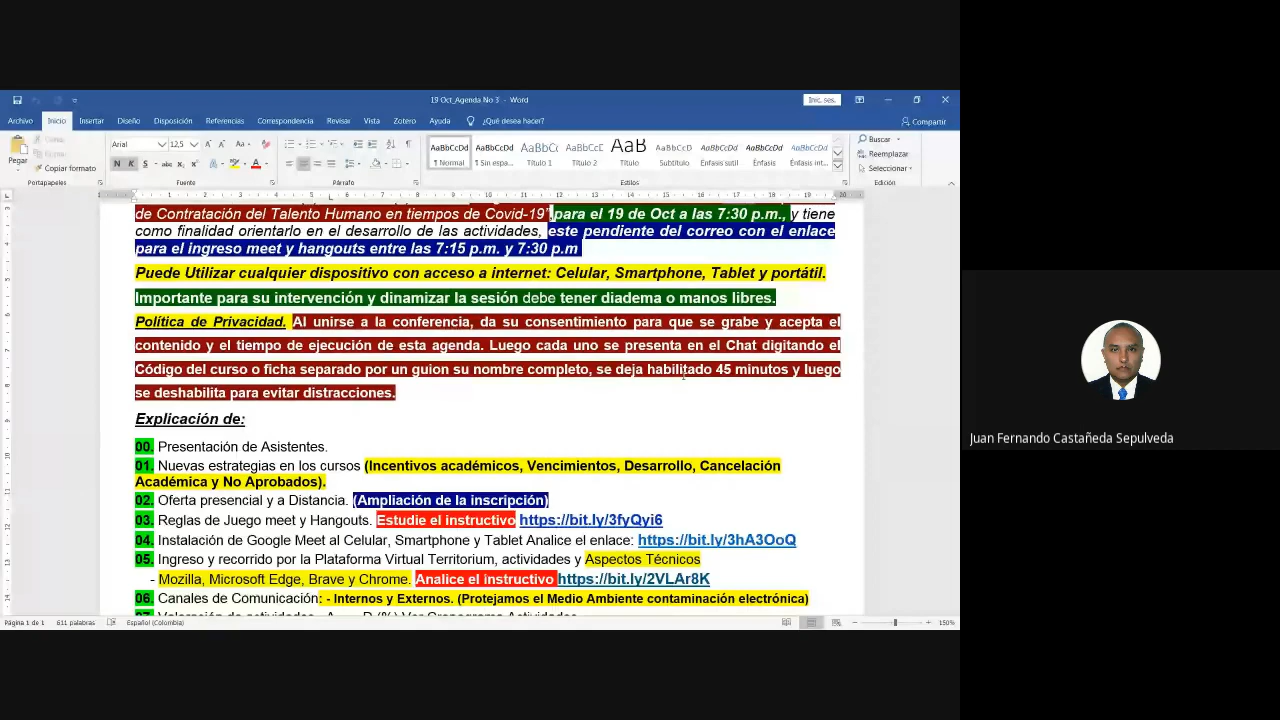 19 Oct_Agenda No 3 - Word
Inic. ses.
Archivo Inicio Insertar Diseño Disposición Referencias Correspondencia Revisar Vista Zotero Ayuda ¿Qué desea hacer? Compartir
Pegar
Copiar formato
Arial 12,5
N K S
AaBbCcDd AaBbCcDd AaBbCc AaBbCcC AaB AaBbCcD AaBbCcDd AaBbCcDd AaBbCcDd
¶ Normal ¶ Sin espa... Título 1 Título 2 Título Subtítulo Énfasis sutil Énfasis Énfasis int...
Buscar
Reemplazar
Seleccionar
Portapapeles Fuente Párrafo Estilos Edición
de Contratación del Talento Humano en tiempos de Covid-19", para el 19 de Oct a las 7:30 p.m., y tiene
como finalidad orientarlo en el desarrollo de las actividades, este pendiente del correo con el enlace
para el ingreso meet y hangouts entre las 7:15 p.m. y 7:30 p.m
Puede Utilizar cualquier dispositivo con acceso a internet: Celular, Smartphone, Tablet y portátil.
Importante para su intervención y dinamizar la sesión debe tener diadema o manos libres.
Política de Privacidad. Al unirse a la conferencia, da su consentimiento para que se grabe y acepta el
contenido y el tiempo de ejecución de esta agenda. Luego cada uno se presenta en el Chat digitando el
Código del curso o ficha separado por un guion su nombre completo, se deja habilitado 45 minutos y luego
se deshabilita para evitar distracciones.
Explicación de:
00. Presentación de Asistentes.
01. Nuevas estrategias en los cursos (Incentivos académicos, Vencimientos, Desarrollo, Cancelación
Académica y No Aprobados).
02. Oferta presencial y a Distancia. (Ampliación de la inscripción)
03. Reglas de Juego meet y Hangouts. Estudie el instructivo https://bit.ly/3fyQyi6
04. Instalación de Google Meet al Celular, Smartphone y Tablet Analice el enlace: https://bit.ly/3hA3OoQ
05. Ingreso y recorrido por la Plataforma Virtual Territorium, actividades y Aspectos Técnicos
- Mozilla, Microsoft Edge, Brave y Chrome. Analice el instructivo https://bit.ly/2VLAr8K
06. Canales de Comunicación: - Internos y Externos. (Protejamos el Medio Ambiente contaminación electrónica)
Página 1 de 1 611 palabras Español (Colombia) 150%
Juan Fernando Castañeda Sepulveda